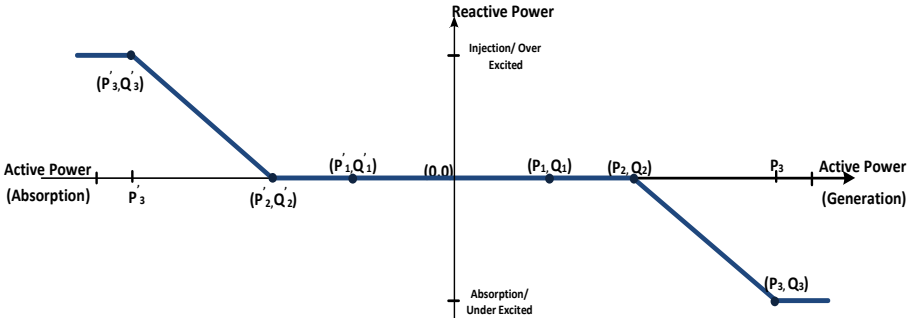 Reactive Power
Injection/ Over
Excited
(P'3,Q'3)
Active Power
(Absorption)
P'3
(P'2,Q'2)
(P'1,Q'1)
(0,0)
(P1, Q1)
(P2, Q2)
P3
Active Power
(Generation)
(P3, Q3)
Absorption/
Under Excited